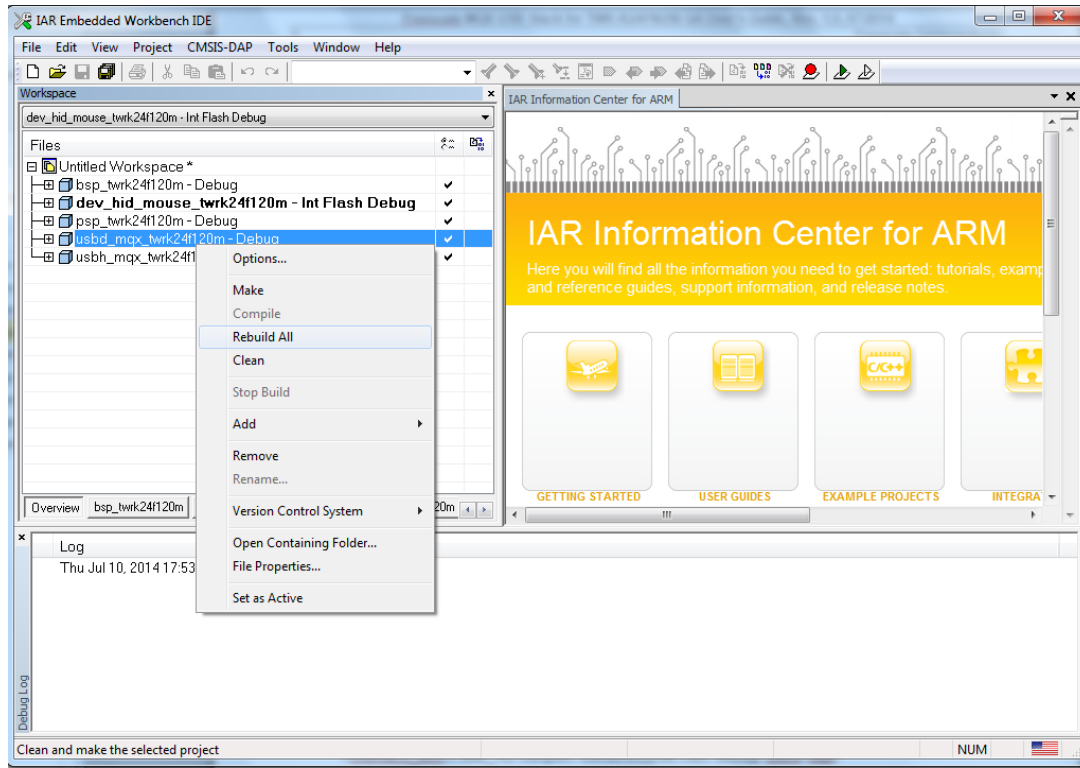 IAR Embedded Workbench IDE
File Edit View Project CMSIS-DAP Tools Window Help
Workspace
IAR Information Center for ARM
dev_hid_mouse_twrk24f120m - Int Flash Debug
Files
Untitled Workspace *
bsp_twrk24f120m - Debug
dev_hid_mouse_twrk24f120m - Int Flash Debug
psp_twrk24f120m - Debug
usbd_mqx_twrk24f120m - Debug
usbh_mqx_twrk24f1
Options...
Make
Compile
Rebuild All
Clean
Stop Build
Add
Remove
Rename...
Version Control System
Open Containing Folder...
File Properties...
Set as Active
IAR Information Center for ARM
Here you will find all the information you need to get started: tutorials, examp
and reference guides, support information, and release notes.
C/C++
GETTING STARTED USER GUIDES EXAMPLE PROJECTS INTEGRA
Overview bsp_twrk24f120m 20m
Log
Thu Jul 10, 2014 17:53
Debug Log
Clean and make the selected project NUM